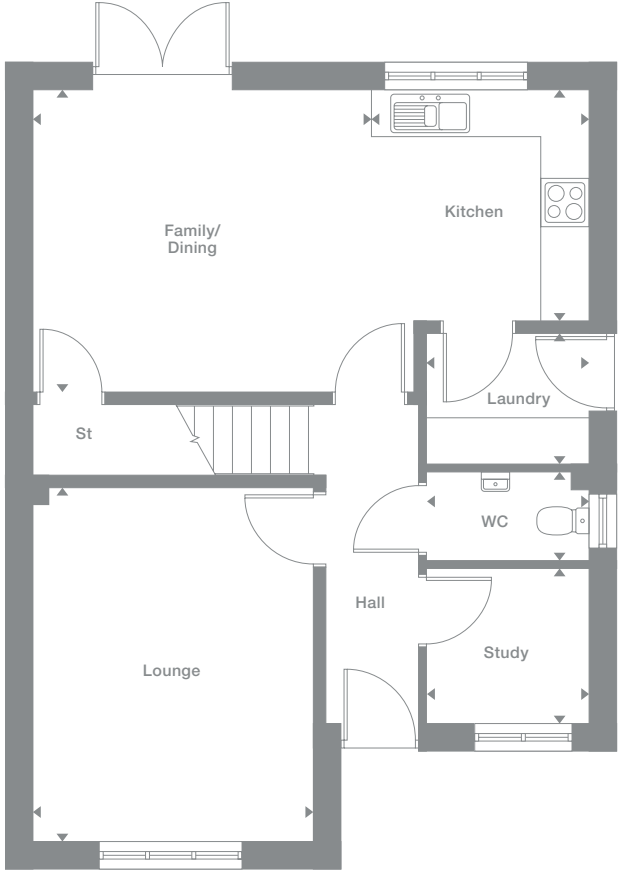 Kitchen
Family/
Dining
Laundry
St
WC
Hall
Study
Lounge